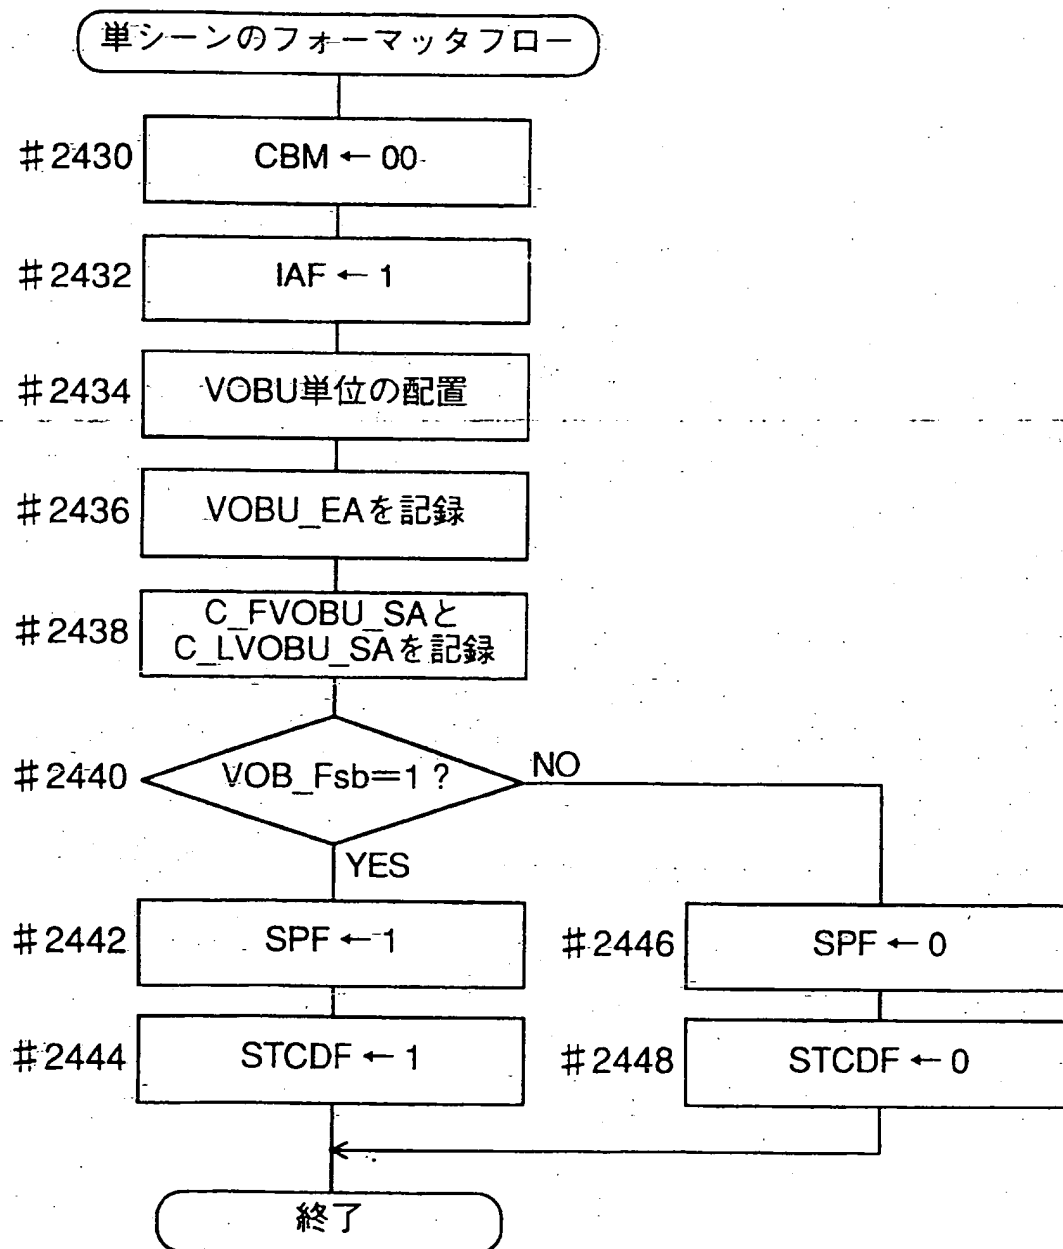 単シーンのフォーマッタフロー
#2430
CBM ← 00
#2432
IAF ← 1
#2434
VOBU単位の配置
#2436
VOBU_EAを記録
#2438
C_FVOBU_SAと
C_LVOBU_SAを記録
#2440
VOB_Fsb=1 ?
NO
YES
#2442
SPF ← 1
#2446
SPF ← 0
#2444
STCDF ← 1
#2448
STCDF ← 0
終了